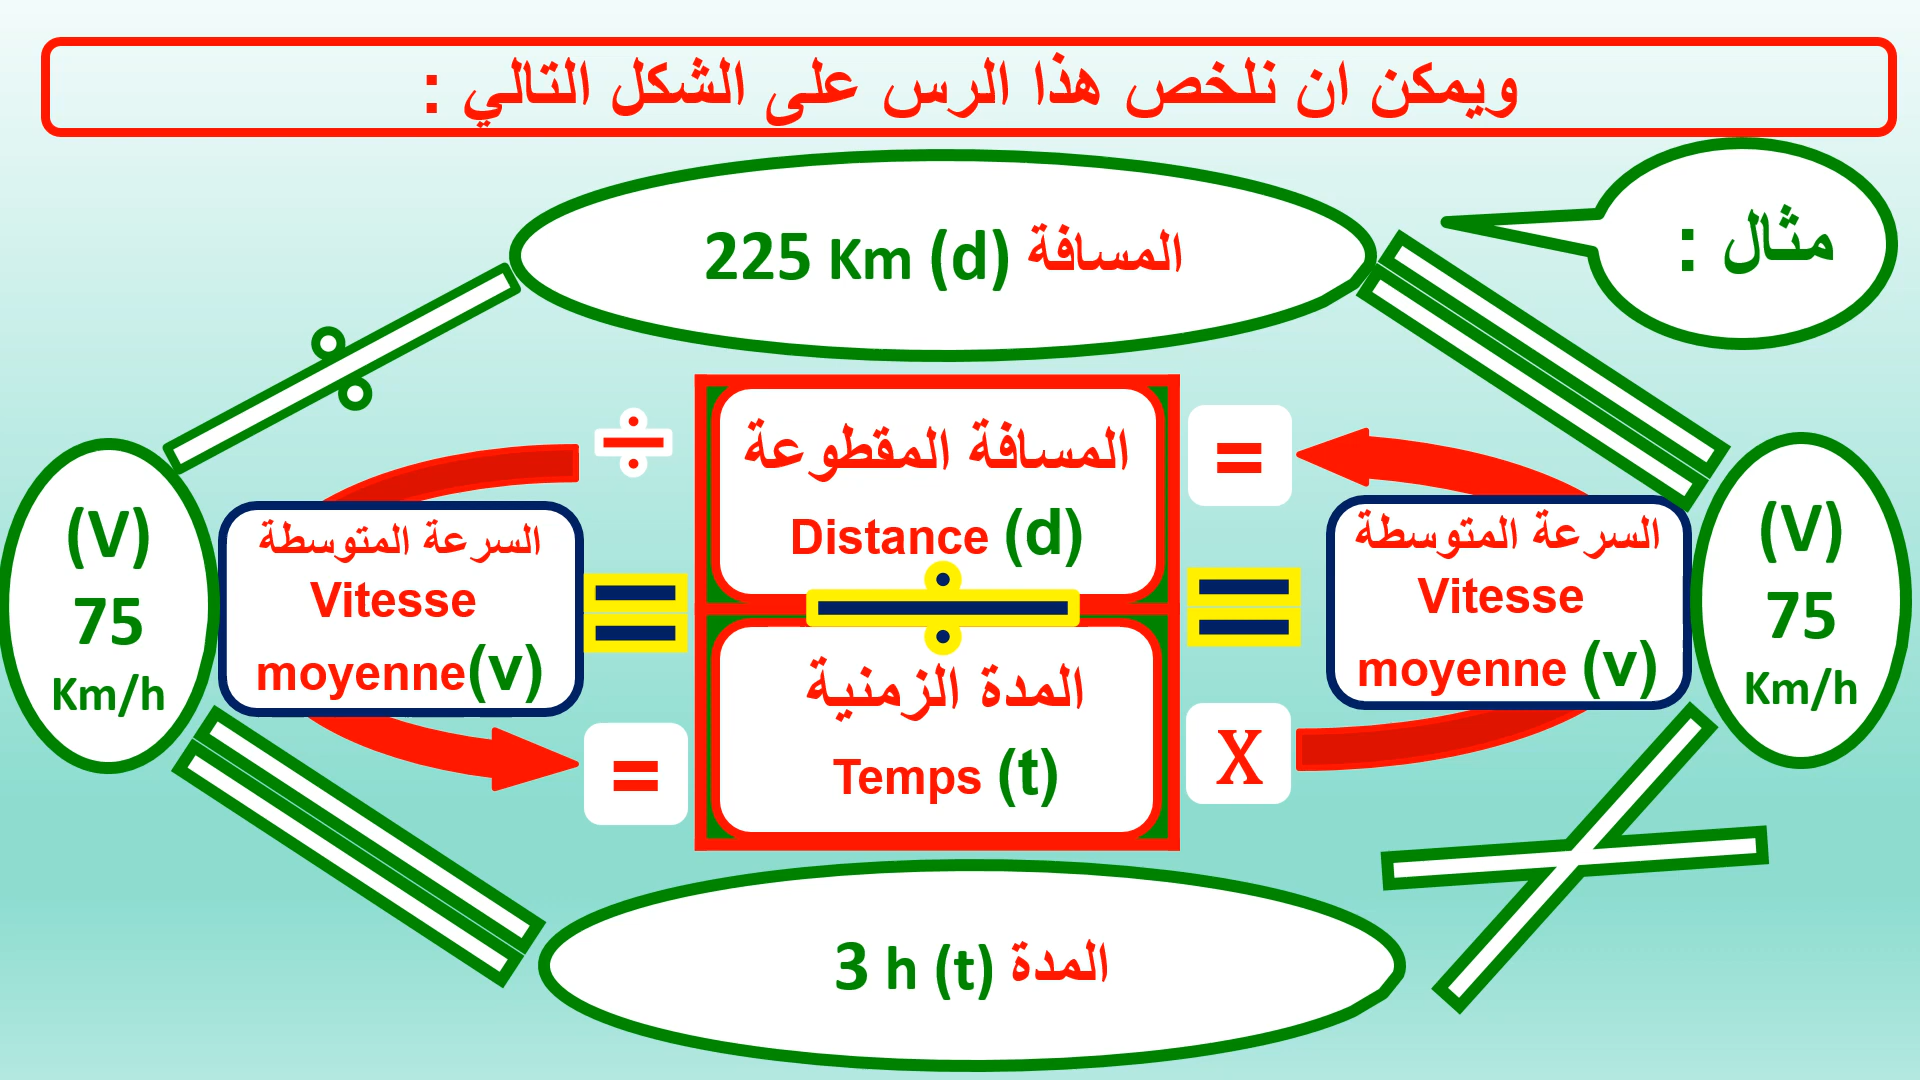 ويمكن ان نلخص هذا الرس على الشكل التالي :
مثال :
المسافة (d) 225 Km
÷
المسافة المقطوعة
Distance (d)
=
(V)
75
Km/h
السرعة المتوسطة
Vitesse
moyenne(v)
=
÷
=
السرعة المتوسطة
Vitesse
moyenne (v)
(V)
75
Km/h
=
المدة الزمنية
Temps (t)
X
المدة (t) 3 h